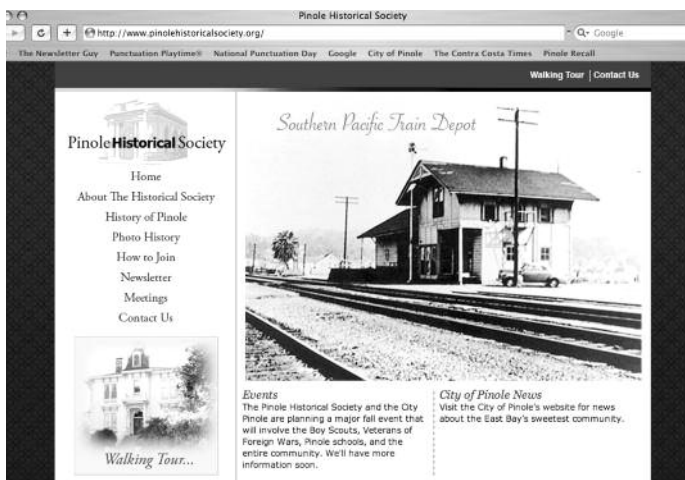 Pinole Historical Society
http://www.pinolehistoricalsociety.org/
Google
The Newsletter Guy Punctuation Playtime® National Punctuation Day Google City of Pinole The Contra Costa Times Pinole Recall
Walking Tour | Contact Us
PinoleHistoricalSociety
Home
About The Historical Society
History of Pinole
Photo History
How to Join
Newsletter
Meetings
Contact Us
Walking Tour...
Southern Pacific Train Depot
Events
The Pinole Historical Society and the City
Pinole are planning a major fall event that
will involve the Boy Scouts, Veterans of
Foreign Wars, Pinole schools, and the
entire community. We'll have more
information soon.
City of Pinole News
Visit the City of Pinole's website for news
about the East Bay's sweetest community.